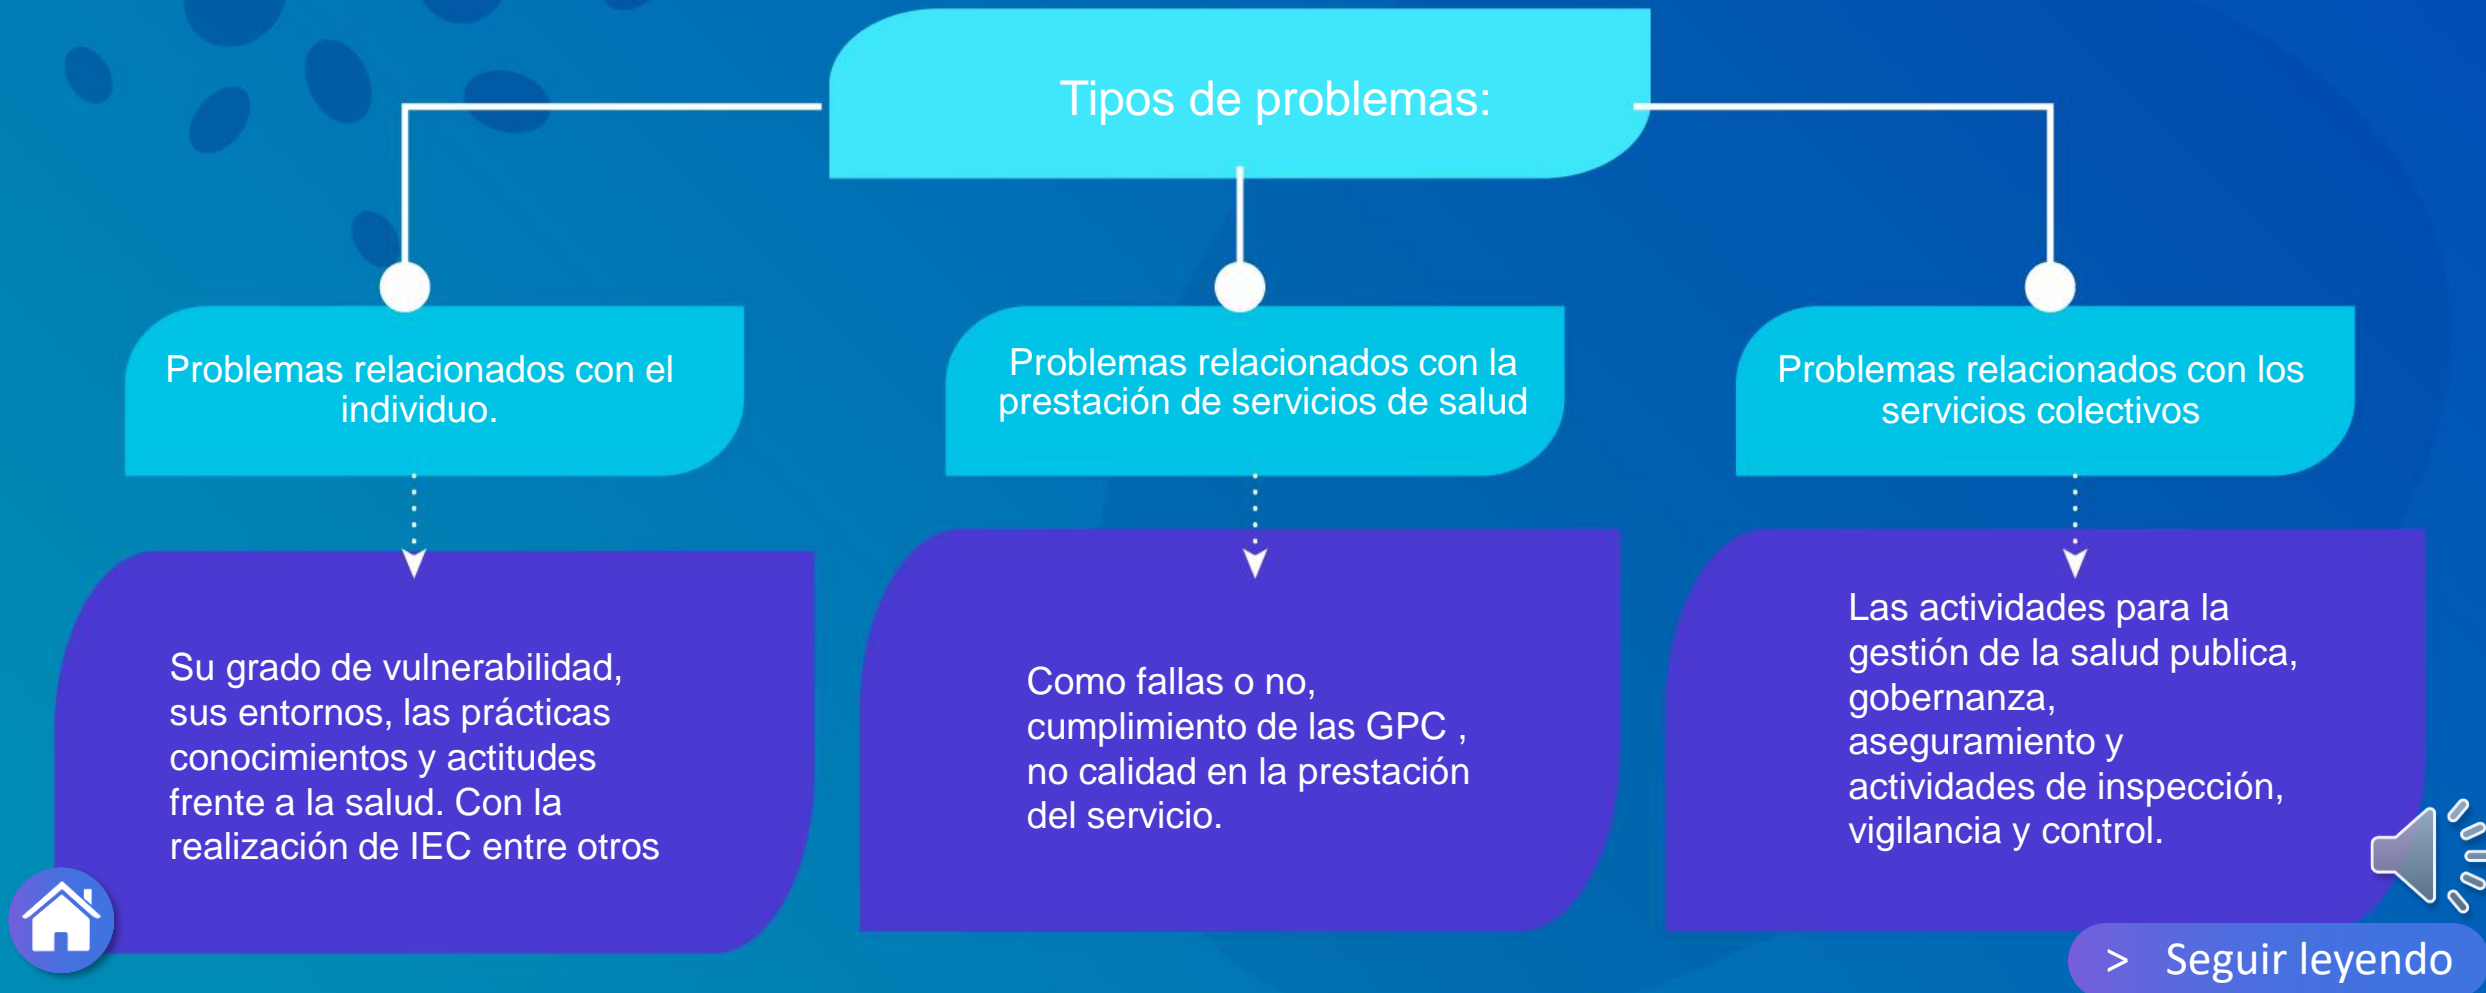 Tipos de problemas:
Problemas relacionados con el
individuo.
Problemas relacionados con la
prestación de servicios de salud
Problemas relacionados con los
servicios colectivos
Su grado de vulnerabilidad,
sus entornos, las prácticas
conocimientos y actitudes
frente a la salud. Con la
realización de IEC entre otros
Como fallas o no,
cumplimiento de las GPC ,
no calidad en la prestación
del servicio.
Las actividades para la
gestión de la salud publica,
gobernanza,
aseguramiento y
actividades de inspección,
vigilancia y control.
> Seguir leyendo